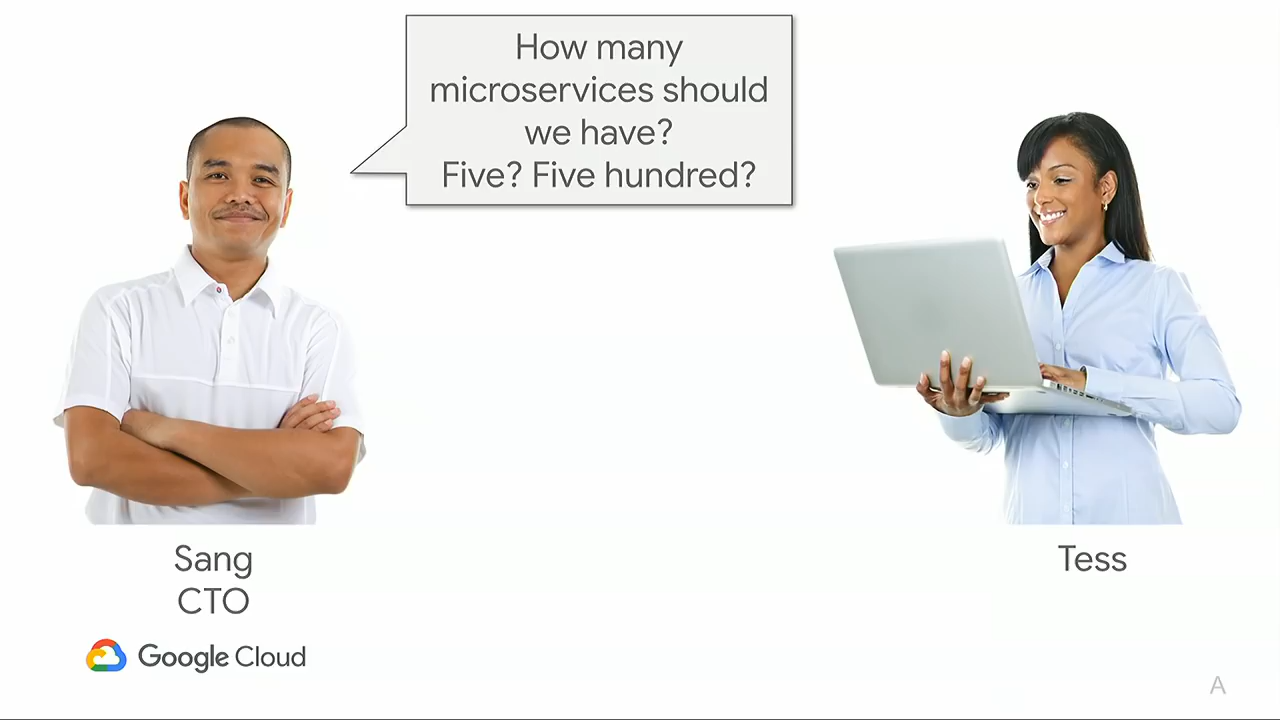 How many
microservices should
we have?
Five? Five hundred?
Sang
CTO
Tess
Google Cloud
A